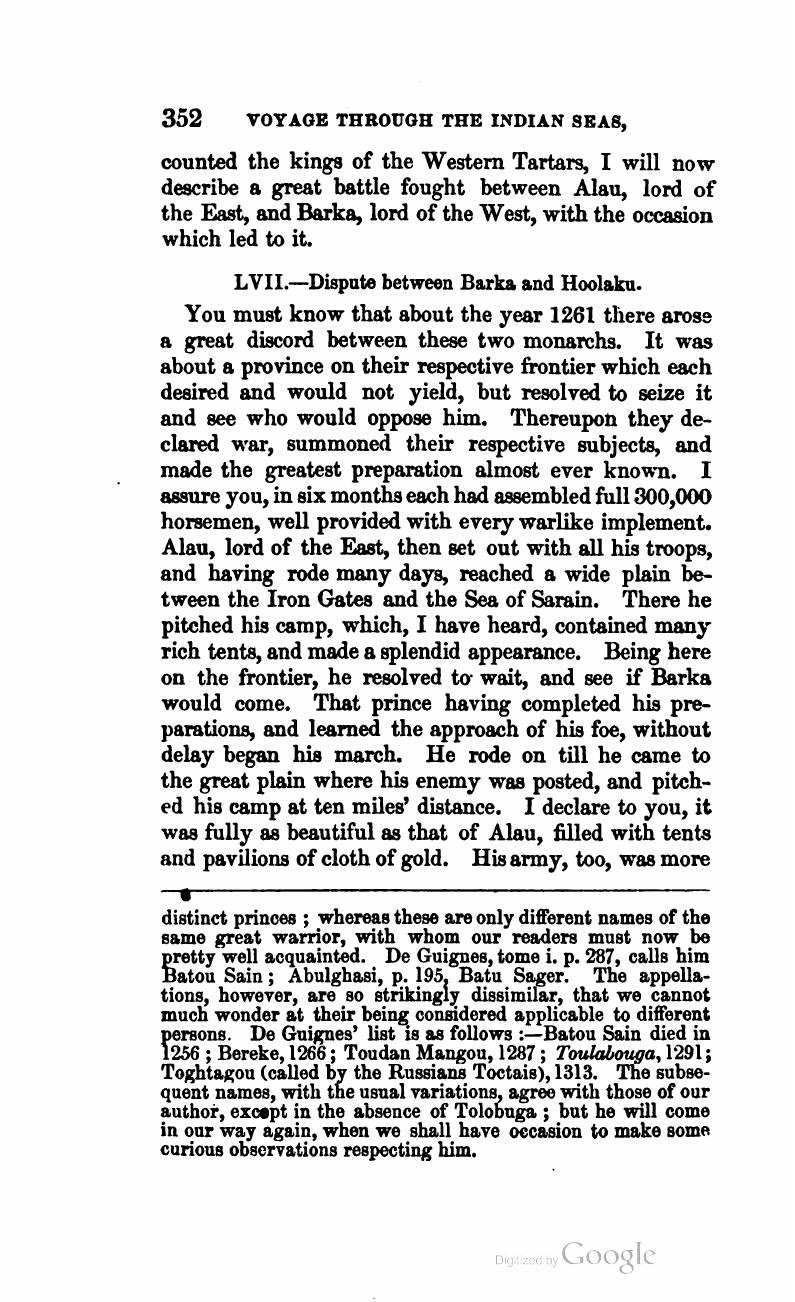 352 VOYAGE THROUGH THE INDIAN SEAS,
counted the kings of the Western Tartars, I will now
describe a great battle fought between Alau, lord of
the East, and Barka, lord of the West, with the occasion
which led to it.
LVII.—Dispute between Barka and Hoolaku.
You must know that about the year 1261 there arose
a great discord between these two monarchs. It was
about a province on their respective frontier which each
desired and would not yield, but resolved to seize it
and see who would oppose him. Thereupon they de-
clared war, summoned their respective subjects, and
made the greatest preparation almost ever known. I
assure you, in six months each had assembled full 300,000
horsemen, well provided with every warlike implement.
Alau, lord of the East, then set out with all his troops,
and having rode many days, reached a wide plain be-
tween the Iron Gates and the Sea of Sarain. There he
pitched his camp, which, I have heard, contained many
rich tents, and made a splendid appearance. Being here
on the frontier, he resolved to wait, and see if Barka
would come. That prince having completed his pre-
parations, and learned the approach of his foe, without
delay began his march. He rode on till he came to
the great plain where his enemy was posted, and pitch-
ed his camp at ten miles' distance. I declare to you, it
was fully as beautiful as that of Alau, filled with tents
and pavilions of cloth of gold. His army, too, was more
distinct princes ; whereas these are only different names of the
same great warrior, with whom our readers must now be
pretty well acquainted. De Guignes, tome i. p. 287, calls him
Batou Sain ; Abulghasi, p. 195, Batu Sager. The appella-
tions, however, are so strikingly dissimilar, that we cannot
much wonder at their being considered applicable to different
persons. De Guignes' list is as follows :—Batou Sain died in
1256 ; Bereke, 1266 ; Toudan Mangou, 1287 ; Toulabouga, 1291 ;
Toghtagou (called by the Russians Toctais), 1313. The subse-
quent names, with the usual variations, agree with those of our
author, except in the absence of Tolobuga ; but he will come
in our way again, when we shall have occasion to make some
curious observations respecting him.
Digitized by Google